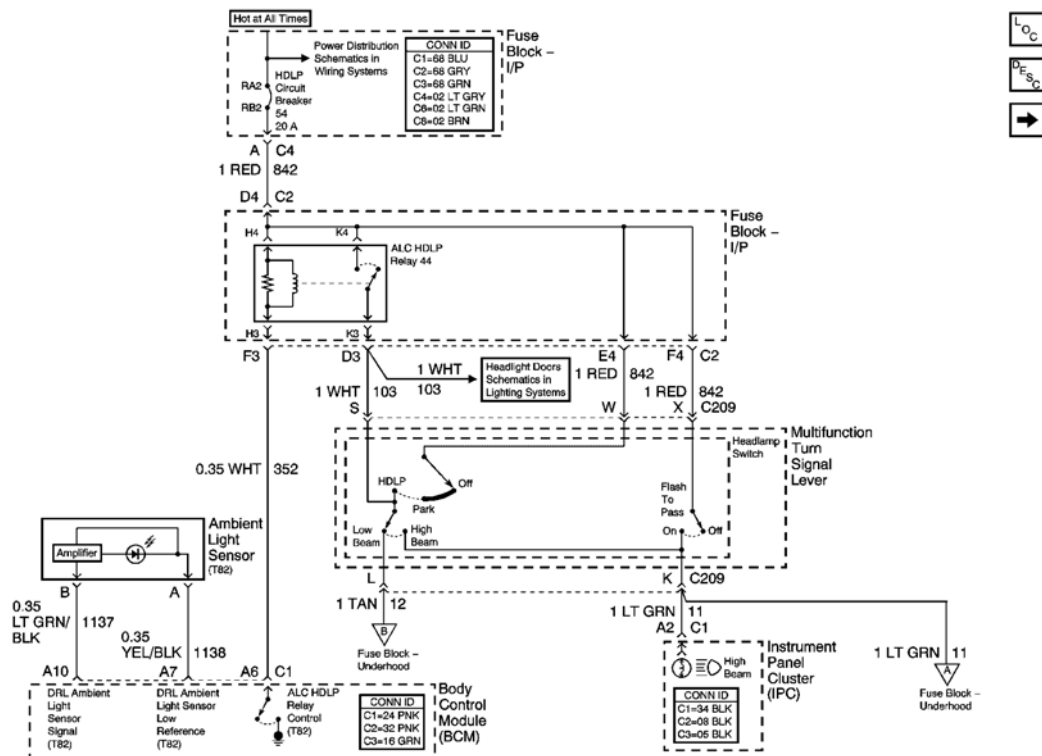 Hot at All Times
LOC
DESC
Fuse
Block –
I/P
Power Distribution
Schematics in
Wiring Systems
CONN ID
C1=68 BLU
C2=68 GRY
C3=68 GRN
C4=02 LT GRY
C6=02 LT GRN
C8=02 BRN
RA2
RB2
HDLP
Circuit
Breaker
54
20 A
A C4
1 RED 842
D4 C2
Fuse
Block –
I/P
H4
K4
ALC HDLP
Relay 44
H3
K3
F3
D3
E4
F4 C2
1 WHT
103
Headlight Doors
Schematics in
Lighting Systems
1 RED 842
1 RED 842
1 WHT 103
S
W
X C209
Multifunction
Turn
Signal
Lever
Headlamp
Switch
0.35 WHT 352
HDLP
Off
Park
Low
Beam
High
Beam
Flash
To
Pass
On
Off
Ambient
Light
Sensor
(T82)
Amplifier
B
A
L
K C209
0.35
LT GRN/
BLK
1137
0.35
YEL/BLK
1138
1 TAN 12
B
Fuse Block –
Underhood
1 LT GRN 11
A2 C1
1 LT GRN 11
A
Fuse Block –
Underhood
High
Beam
Instrument
Panel
Cluster
(IPC)
CONN ID
C1=34 BLK
C2=08 BLK
C3=05 BLK
A10
A7
A6 C1
DRL Ambient
Light
Sensor
Signal
(T82)
DRL Ambient
Light Sensor
Low
Reference
(T82)
ALC HDLP
Relay
Control
(T82)
CONN ID
C1=24 PNK
C2=32 PNK
C3=16 GRN
Body
Control
Module
(BCM)